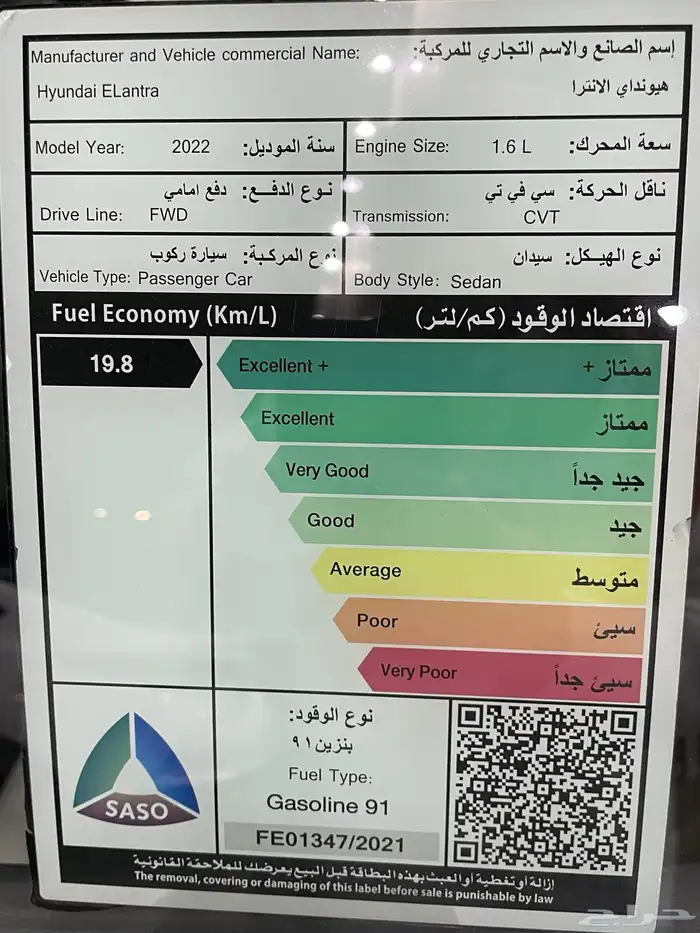 Manufacturer and Vehicle commercial Name: إسم الصانع والاسم التجاري للمركبة:
Hyundai ELantra هيونداي الانترا
Model Year: 2022 سنة الموديل:
Engine Size: 1.6 L سعة المحرك:
نوع الدفع: دفع امامي
Drive Line: FWD
ناقل الحركة: سي في تي
Transmission: CVT
نوع المركبة: سيارة ركوب
Vehicle Type: Passenger Car
نوع الهيكل: سيدان
Body Style: Sedan
Fuel Economy (Km/L) اقتصاد الوقود (كم/لتر)
19.8
Excellent + ممتاز +
Excellent ممتاز
Very Good جيد جداً
Good جيد
Average متوسط
Poor سيئ
Very Poor سيئ جداً
SASO
نوع الوقود:
بنزين ٩١
Fuel Type:
Gasoline 91
FE01347/2021
إزالة أو تغطية أو العبث بهذه البطاقة قبل البيع يعرضك للملاحقة القانونية
The removal, covering or damaging of this label before sale is punishable by law
حراج